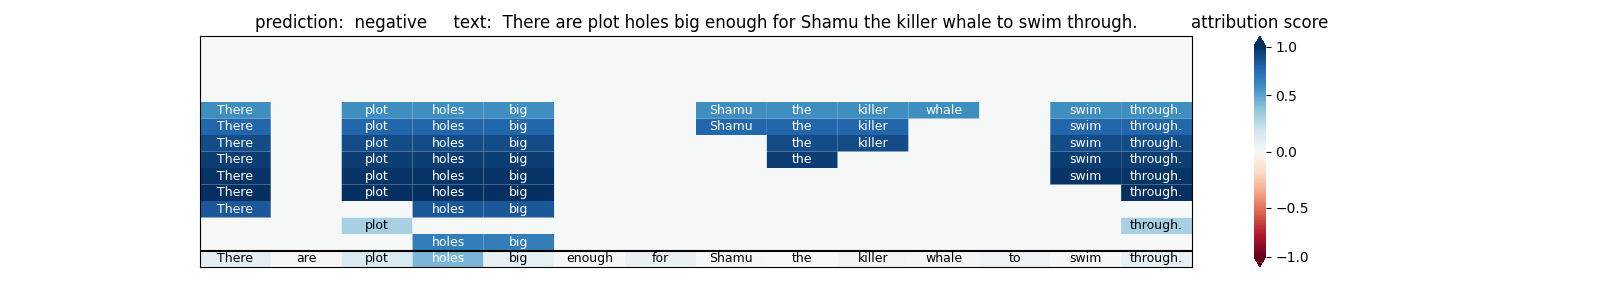 prediction: negative text: There are plot holes big enough for Shamu the killer whale to swim through. attribution score
1.0
There plot holes big Shamu the killer whale swim through.
There plot holes big Shamu the killer swim through.
0.5
There plot holes big the killer swim through.
There plot holes big the swim through.
0.0
There plot holes big swim through.
There plot holes big through.
There holes big
−0.5
plot through.
holes big
There are plot holes big enough for Shamu the killer whale to swim through.
−1.0